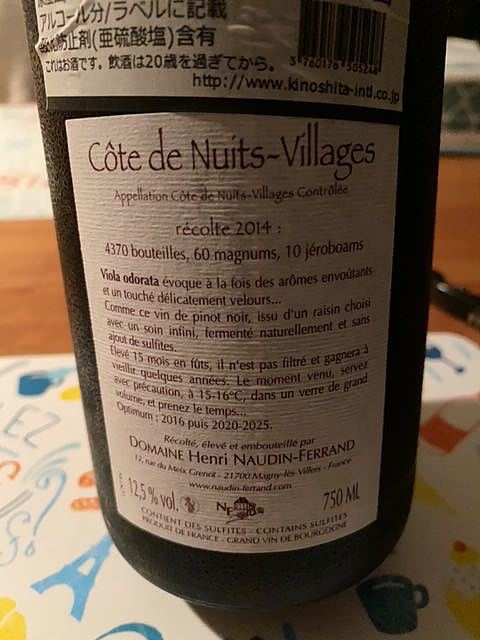 アルコール分/ラベルに記載
防止剤(亜硫酸塩)含有
これはお酒です。飲酒は20歳を過ぎてから。
http://www.kinoshita-intl.co.jp
Côte de Nuits-Villages
Appellation Côte de Nuits-Villages Contrôlée
récolte 2014 :
4370 bouteilles, 60 magnums, 10 jéroboams
Viola odorata évoque à la fois des arômes envoûtants
et un touché délicatement velours...
Comme ce vin de pinot noir, issu d'un raisin choisi
avec un soin infini, fermenté naturellement et sans
ajout de sulfites.
Élevé 15 mois en fûts, il n'est pas filtré et gagnera à
vieillir quelques années. Le moment venu, servez
avec précaution, à 15-16°C, dans un verre de grand
volume, et prenez le temps...
Optimum : 2016 puis 2020-2025.
Récolté, élevé et embouteillé par
DOMAINE Henri NAUDIN-FERRAND
12, rue du Meix Grenot - 21700 Magny-lès-Villers - France
www.naudin-ferrand.com
12,5 % vol.
750 ML
CONTIENT DES SULFITES - CONTAINS SULFITES
PRODUIT DE FRANCE - GRAND VIN DE BOURGOGNE